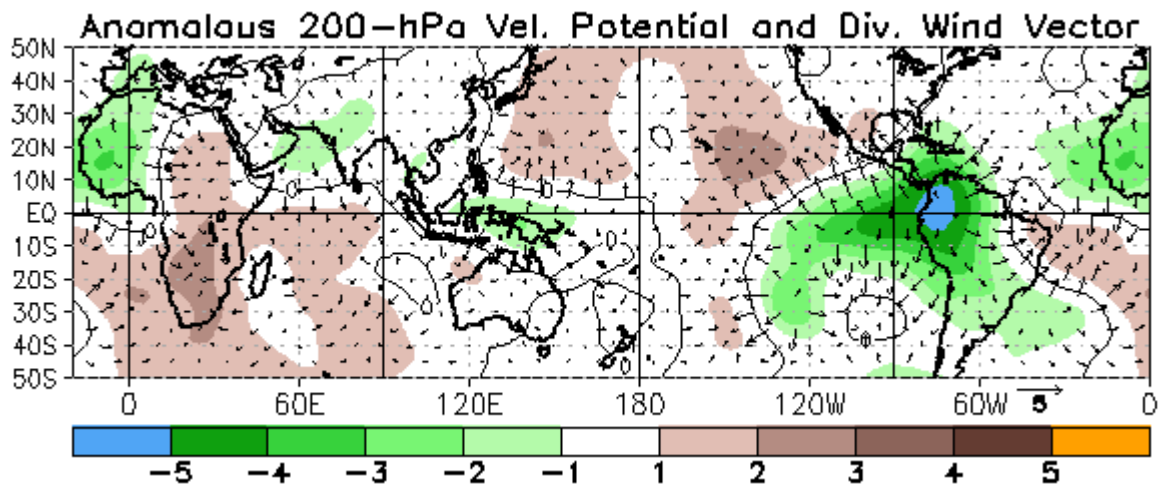 Anomalaus 200-hPa Vel. Potential and Div. Wind Vector
50N
40N
30N
20N
10N
EQ
10S
20S
30S
40S
50S
0 60E 120E 180 120W 60W 0
5
-5 -4 -3 -2 -1 1 2 3 4 5